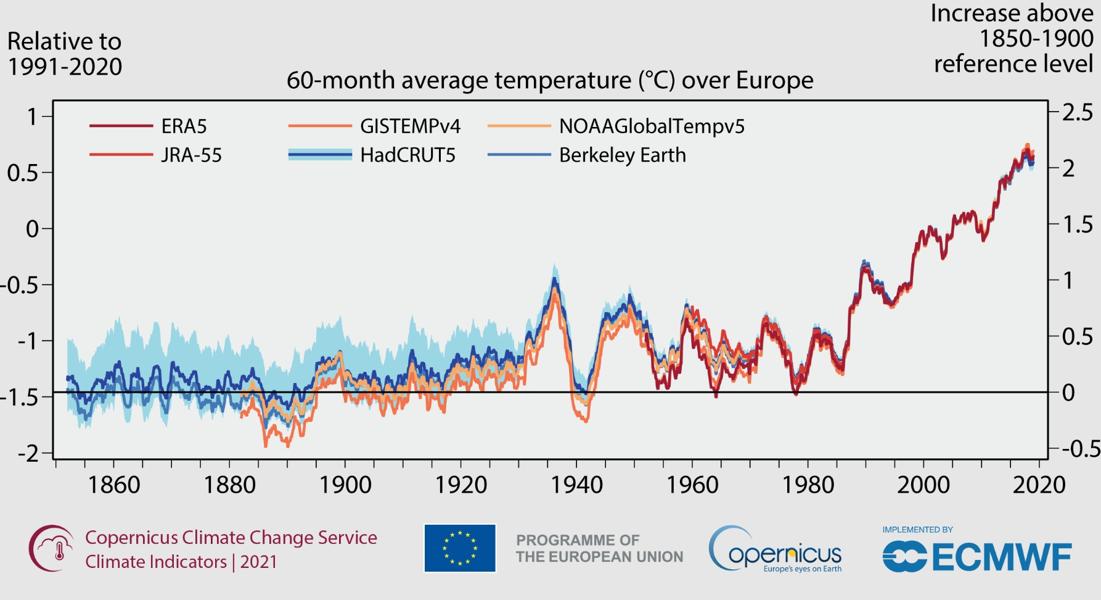 Relative to
1991-2020
Increase above
1850-1900
reference level
60-month average temperature (°C) over Europe
ERA5
GISTEMPv4
NOAAGlobalTempv5
JRA-55
HadCRUT5
Berkeley Earth
1
0.5
0
-0.5
-1
-1.5
-2
2.5
2
1.5
1
0.5
0
-0.5
1860 1880 1900 1920 1940 1960 1980 2000 2020
Copernicus Climate Change Service
Climate Indicators | 2021
PROGRAMME OF
THE EUROPEAN UNION
opernicus
Europe's eyes on Earth
IMPLEMENTED BY
ECMWF